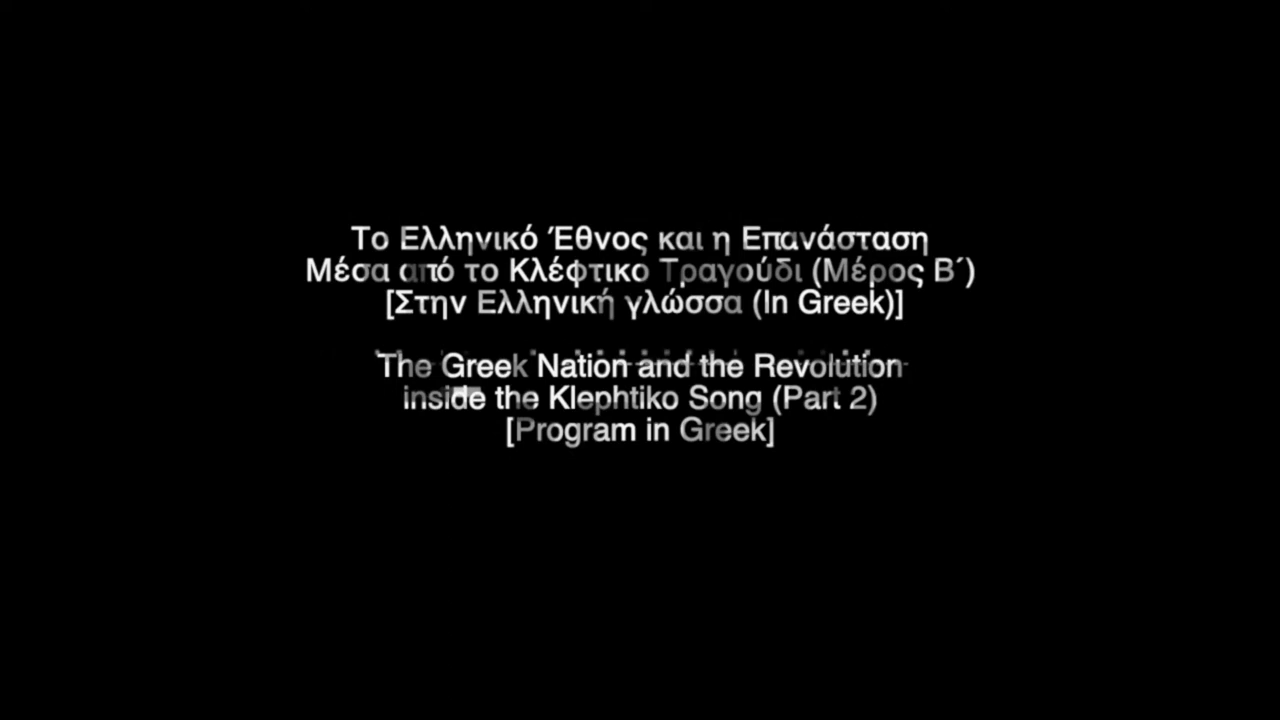 Το Ελληνικό Έθνος και η Επανάσταση
Μέσα από το Κλέφτικο Τραγούδι (Μέρος Β´)
[Στην Ελληνική γλώσσα (In Greek)]
The Greek Nation and the Revolution
inside the Klephtiko Song (Part 2)
[Program in Greek]